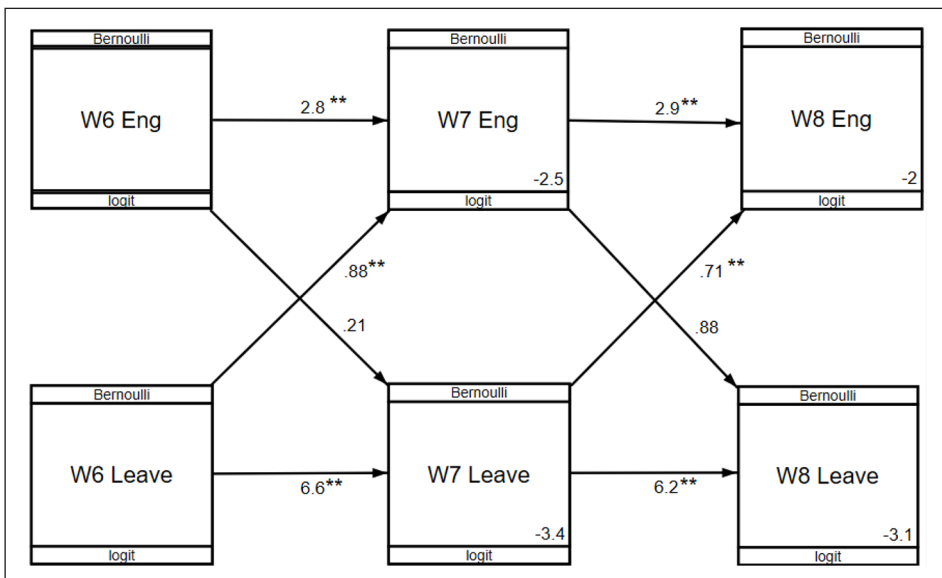 Bernoulli
W6 Eng
logit
2.8 **
Bernoulli
W7 Eng
-2.5
logit
2.9**
Bernoulli
W8 Eng
-2
logit
.88**
.21
.71 **
.88
Bernoulli
W6 Leave
logit
6.6**
Bernoulli
W7 Leave
-3.4
logit
6.2**
Bernoulli
W8 Leave
-3.1
logit